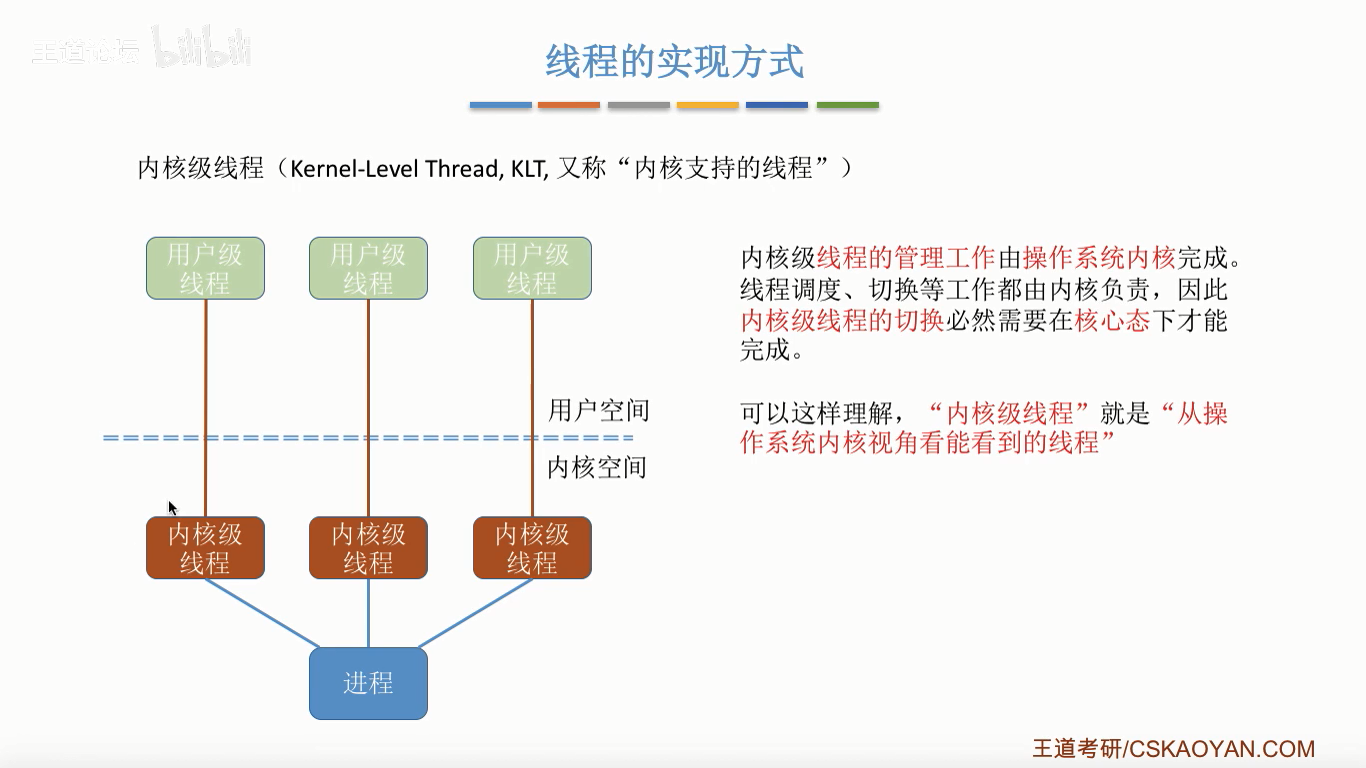 王道论坛 bilibili
线程的实现方式
内核级线程（Kernel-Level Thread, KLT, 又称“内核支持的线程”）
用户级
线程
用户级
线程
用户级
线程
用户空间
内核空间
内核级
线程
内核级
线程
内核级
线程
进程
内核级线程的管理工作由操作系统内核完成。
线程调度、切换等工作都由内核负责，因此
内核级线程的切换必然需要在核心态下才能
完成。
可以这样理解，“内核级线程”就是“从操
作系统内核视角看能看到的线程”
王道考研/CSKAOYAN.COM